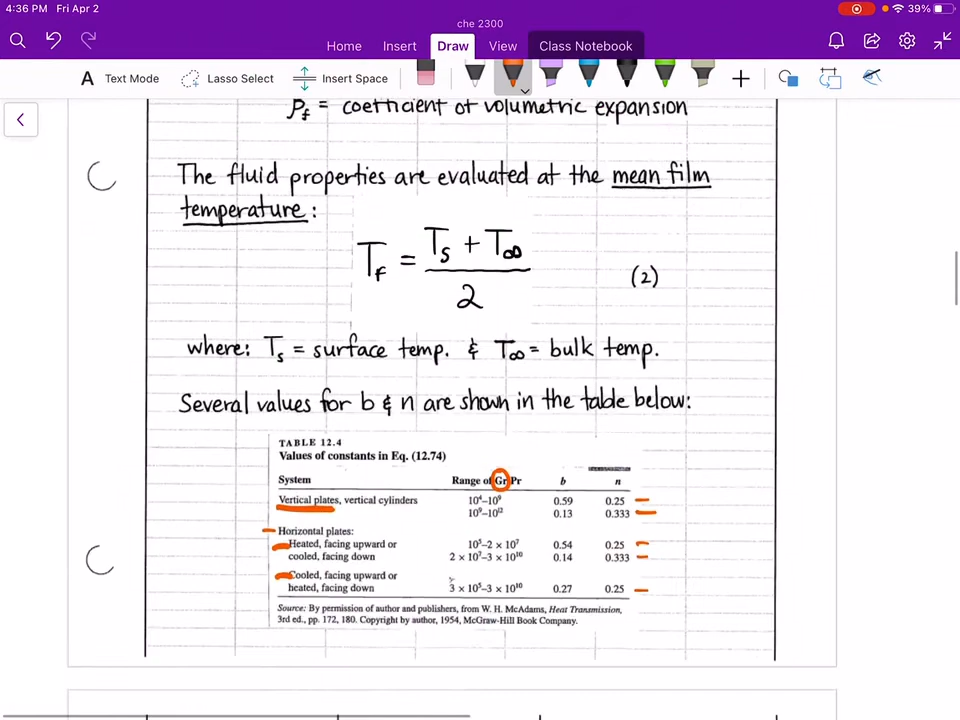 4:36 PM Fri Apr 2
39%
che 2300
Home Insert Draw View Class Notebook
A Text Mode Lasso Select Insert Space
= coefficient of volumetric expansion
The fluid properties are evaluated at the mean film
temperature:
T_f = (T_s + T_∞) / 2 (2)
where: T_s = surface temp. & T_∞ = bulk temp.
Several values for b & n are shown in the table below:
TABLE 12.4
Values of constants in Eq. (12.74)
System Range of Gr Pr b n
Vertical plates, vertical cylinders 10⁴–10⁹ 0.59 0.25
10⁹–10¹² 0.13 0.333
Horizontal plates:
Heated, facing upward or 10⁵–2 × 10⁷ 0.54 0.25
cooled, facing down 2 × 10⁷–3 × 10¹⁰ 0.14 0.333
Cooled, facing upward or
heated, facing down 3 × 10⁵–3 × 10¹⁰ 0.27 0.25
Source: By permission of author and publishers, from W. H. McAdams, Heat Transmission,
3rd ed., pp. 172, 180. Copyright by author, 1954, McGraw-Hill Book Company.